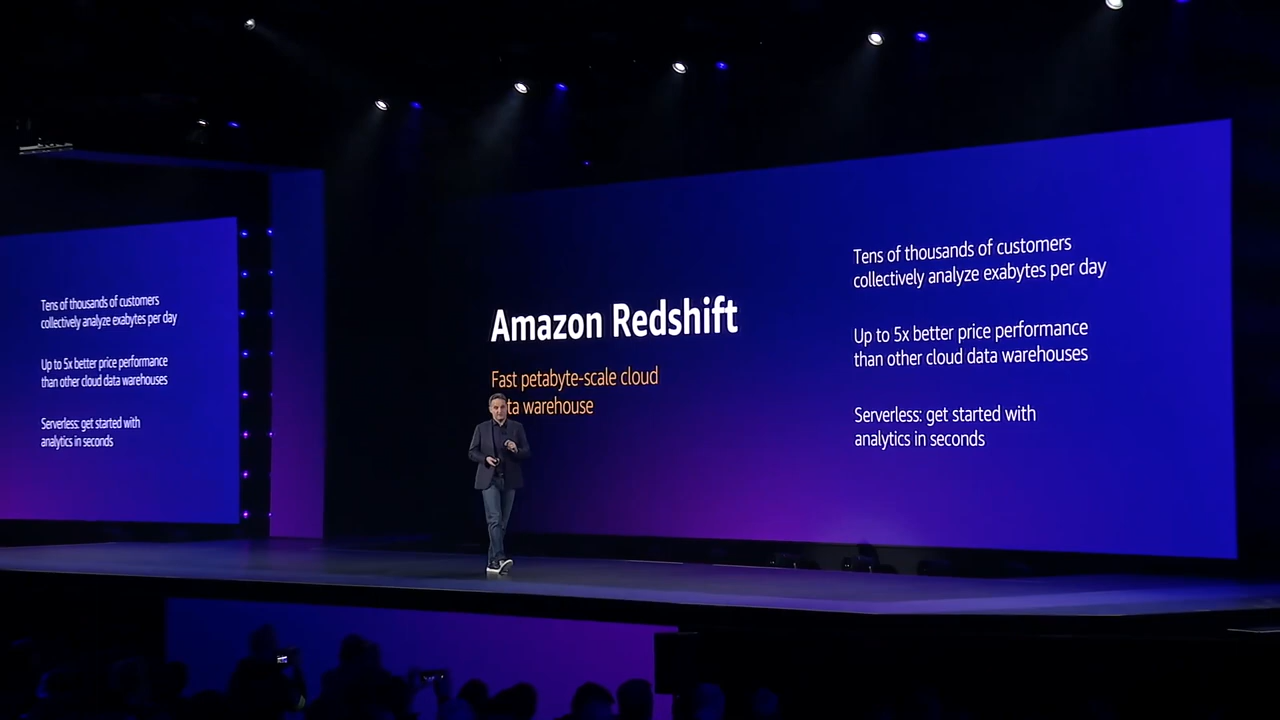 Tens of thousands of customers
collectively analyze exabytes per day
Up to 5x better price performance
than other cloud data warehouses
Serverless: get started with
analytics in seconds
Amazon Redshift
Fast petabyte-scale cloud
ta warehouse
Tens of thousands of customers
collectively analyze exabytes per day
Up to 5x better price performance
than other cloud data warehouses
Serverless: get started with
analytics in seconds